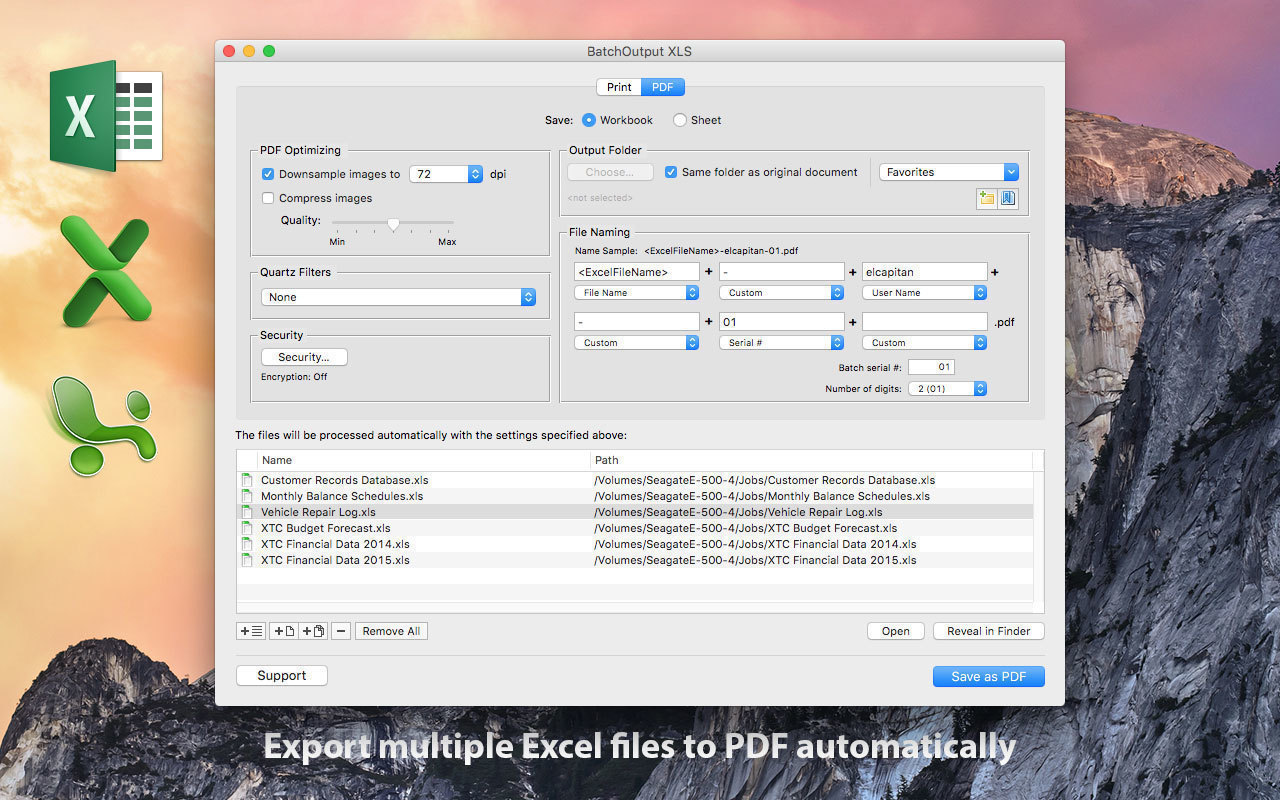 BatchOutput XLS
Print PDF
Save: Workbook Sheet
PDF Optimizing
Downsample images to 72 dpi
Compress images
Quality:
Min Max
Quartz Filters
None
Security
Security...
Encryption: Off
Output Folder
Choose... Same folder as original document Favorites
<not selected>
File Naming
Name Sample: <ExcelFileName>-elcapitan-01.pdf
<ExcelFileName> + - + elcapitan +
File Name Custom User Name
- + 01 + .pdf
Custom Serial # Custom
Batch serial #: 01
Number of digits: 2 (01)
The files will be processed automatically with the settings specified above:
Name Path
Customer Records Database.xls /Volumes/SeagateE-500-4/Jobs/Customer Records Database.xls
Monthly Balance Schedules.xls /Volumes/SeagateE-500-4/Jobs/Monthly Balance Schedules.xls
Vehicle Repair Log.xls /Volumes/SeagateE-500-4/Jobs/Vehicle Repair Log.xls
XTC Budget Forecast.xls /Volumes/SeagateE-500-4/Jobs/XTC Budget Forecast.xls
XTC Financial Data 2014.xls /Volumes/SeagateE-500-4/Jobs/XTC Financial Data 2014.xls
XTC Financial Data 2015.xls /Volumes/SeagateE-500-4/Jobs/XTC Financial Data 2015.xls
Remove All Open Reveal in Finder
Support Save as PDF
Export multiple Excel files to PDF automatically
X